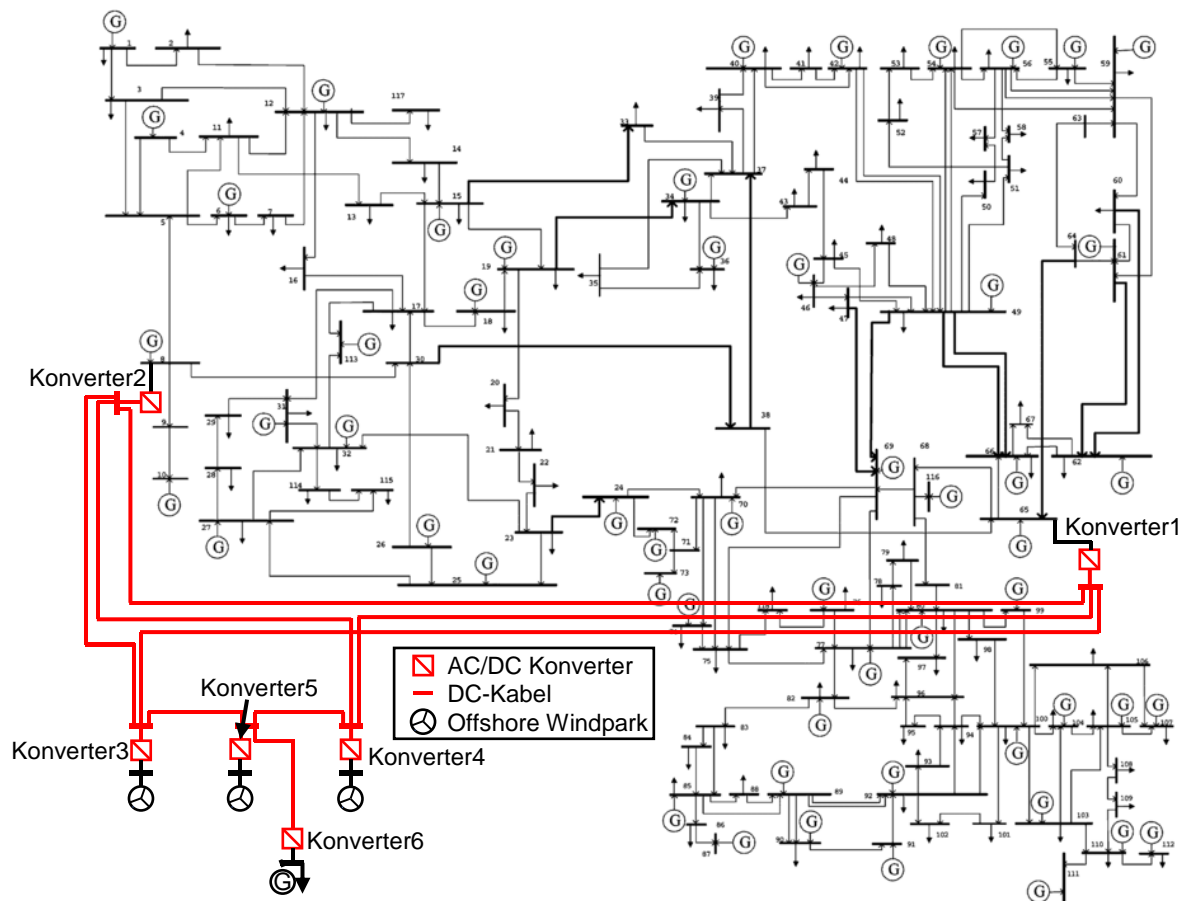 G G G G G G G
1 2 40 41 42 53 54 56 55 59
3 12 117 39
G G
4 11 33 52 57 58 63
G
14 37 44 51
G G
5 6 7 13 15 34 43 50 60
G G G
16 19 35 36 45 48 64 61
G G G G
17 18 46 47 49
G G
8 113 30
Konverter2
20 38
9 29 31 21 69 68 67
G G G
10 28 32 22 66 62
G G G G
114 115 24 70 116
G G G
27 26 23 72 71 65
Konverter1
G G
25 73 79 78 81
G G G
99
75 77 97 98
G
AC/DC Konverter
DC-Kabel
Offshore Windpark
Konverter5
Konverter3
Konverter4
Konverter6
G
82 96 106
G G G G
83 95 94 100 104 105 107
84 93 108
G G G
85 88 89 92 109
G G G
86 102 101 103
G G G G
87 90 91 110 112
G G
111